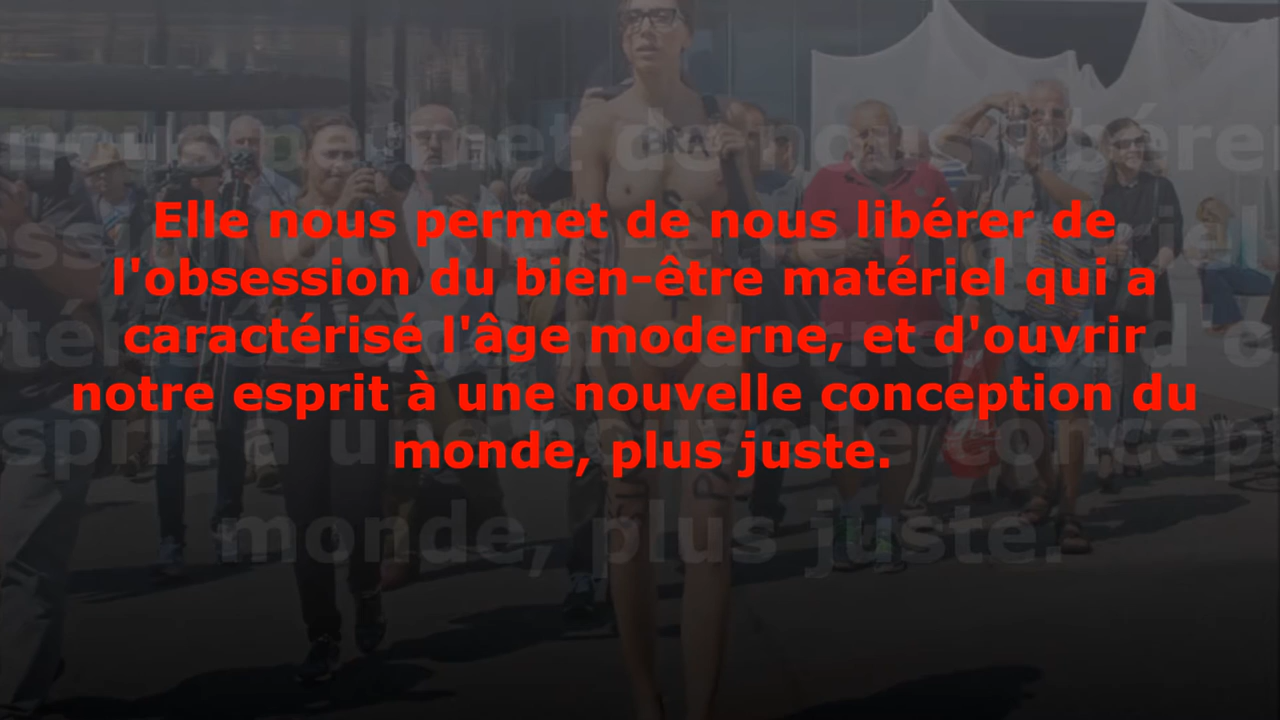 Elle nous permet de nous libérer de
l'obsession du bien-être matériel qui a
caractérisé l'âge moderne, et d'ouvrir
notre esprit à une nouvelle conception du
monde, plus juste.